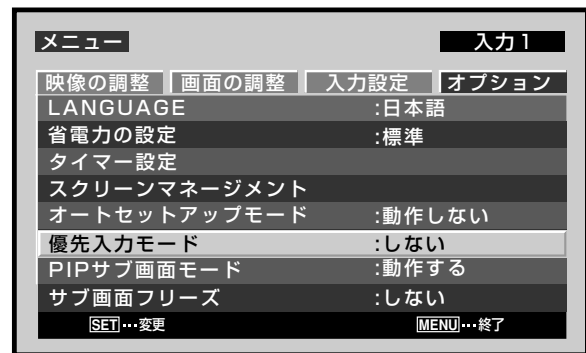 メニュー 入力1
映像の調整 画面の調整 入力設定 オプション
LANGUAGE :日本語
省電力の設定 :標準
タイマー設定
スクリーンマネージメント
オートセットアップモード :動作しない
優先入力モード :しない
PIPサブ画面モード :動作する
サブ画面フリーズ :しない
SET…変更 MENU…終了